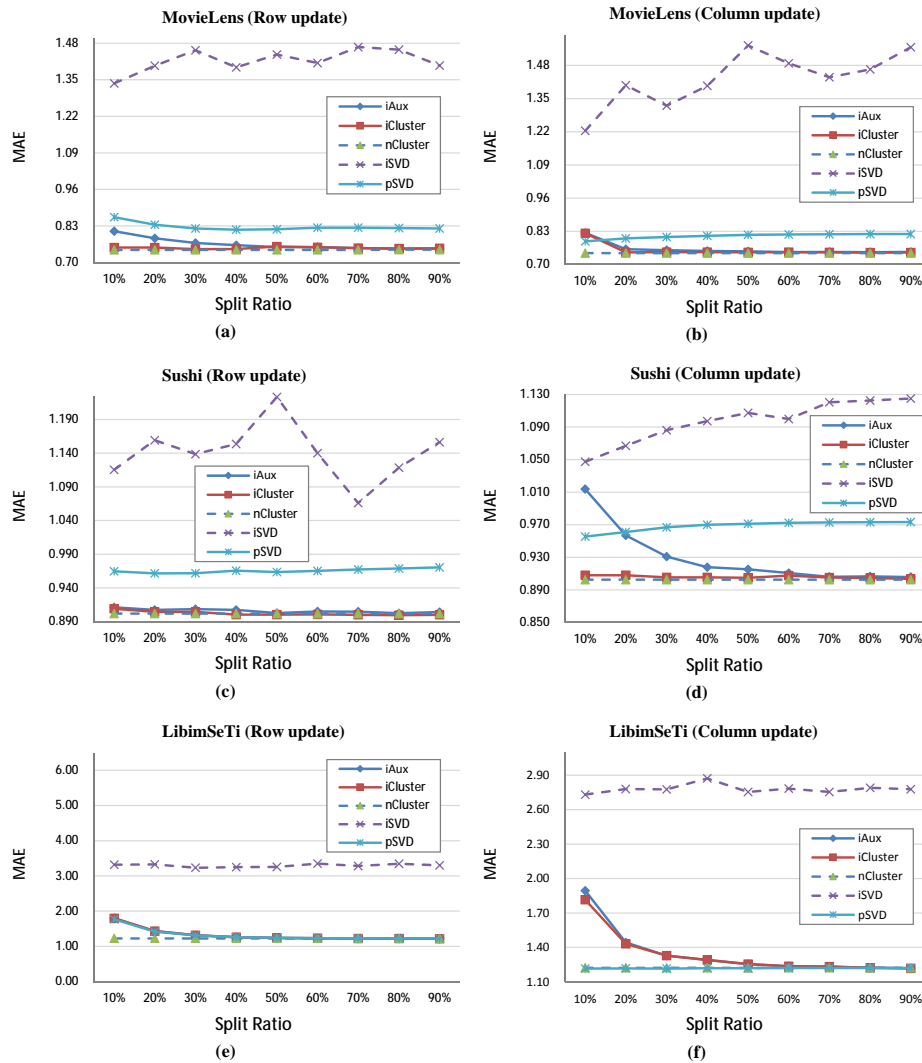 MovieLens (Row update)
MAE
1.48
1.35
1.22
1.09
0.96
0.83
0.70
iAux
iCluster
nCluster
iSVD
pSVD
10% 20% 30% 40% 50% 60% 70% 80% 90%
Split Ratio
(a)
MovieLens (Column update)
MAE
1.48
1.35
1.22
1.09
0.96
0.83
0.70
iAux
iCluster
nCluster
iSVD
pSVD
10% 20% 30% 40% 50% 60% 70% 80% 90%
Split Ratio
(b)
Sushi (Row update)
MAE
1.190
1.140
1.090
1.040
0.990
0.940
0.890
iAux
iCluster
nCluster
iSVD
pSVD
10% 20% 30% 40% 50% 60% 70% 80% 90%
Split Ratio
(c)
Sushi (Column update)
MAE
1.130
1.090
1.050
1.010
0.970
0.930
0.890
0.850
iAux
iCluster
nCluster
iSVD
pSVD
10% 20% 30% 40% 50% 60% 70% 80% 90%
Split Ratio
(d)
LibimSeTi (Row update)
MAE
6.00
5.00
4.00
3.00
2.00
1.00
0.00
iAux
iCluster
nCluster
iSVD
pSVD
10% 20% 30% 40% 50% 60% 70% 80% 90%
Split Ratio
(e)
LibimSeTi (Column update)
MAE
2.90
2.60
2.30
2.00
1.70
1.40
1.10
iAux
iCluster
nCluster
iSVD
pSVD
10% 20% 30% 40% 50% 60% 70% 80% 90%
Split Ratio
(f)